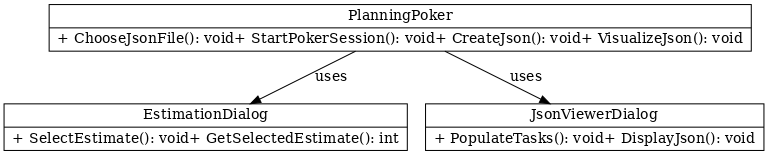 PlanningPoker
+ ChooseJsonFile(): void+ StartPokerSession(): void+ CreateJson(): void+ VisualizeJson(): void
uses
uses
EstimationDialog
JsonViewerDialog
+ SelectEstimate(): void+ GetSelectedEstimate(): int
+ PopulateTasks(): void+ DisplayJson(): void